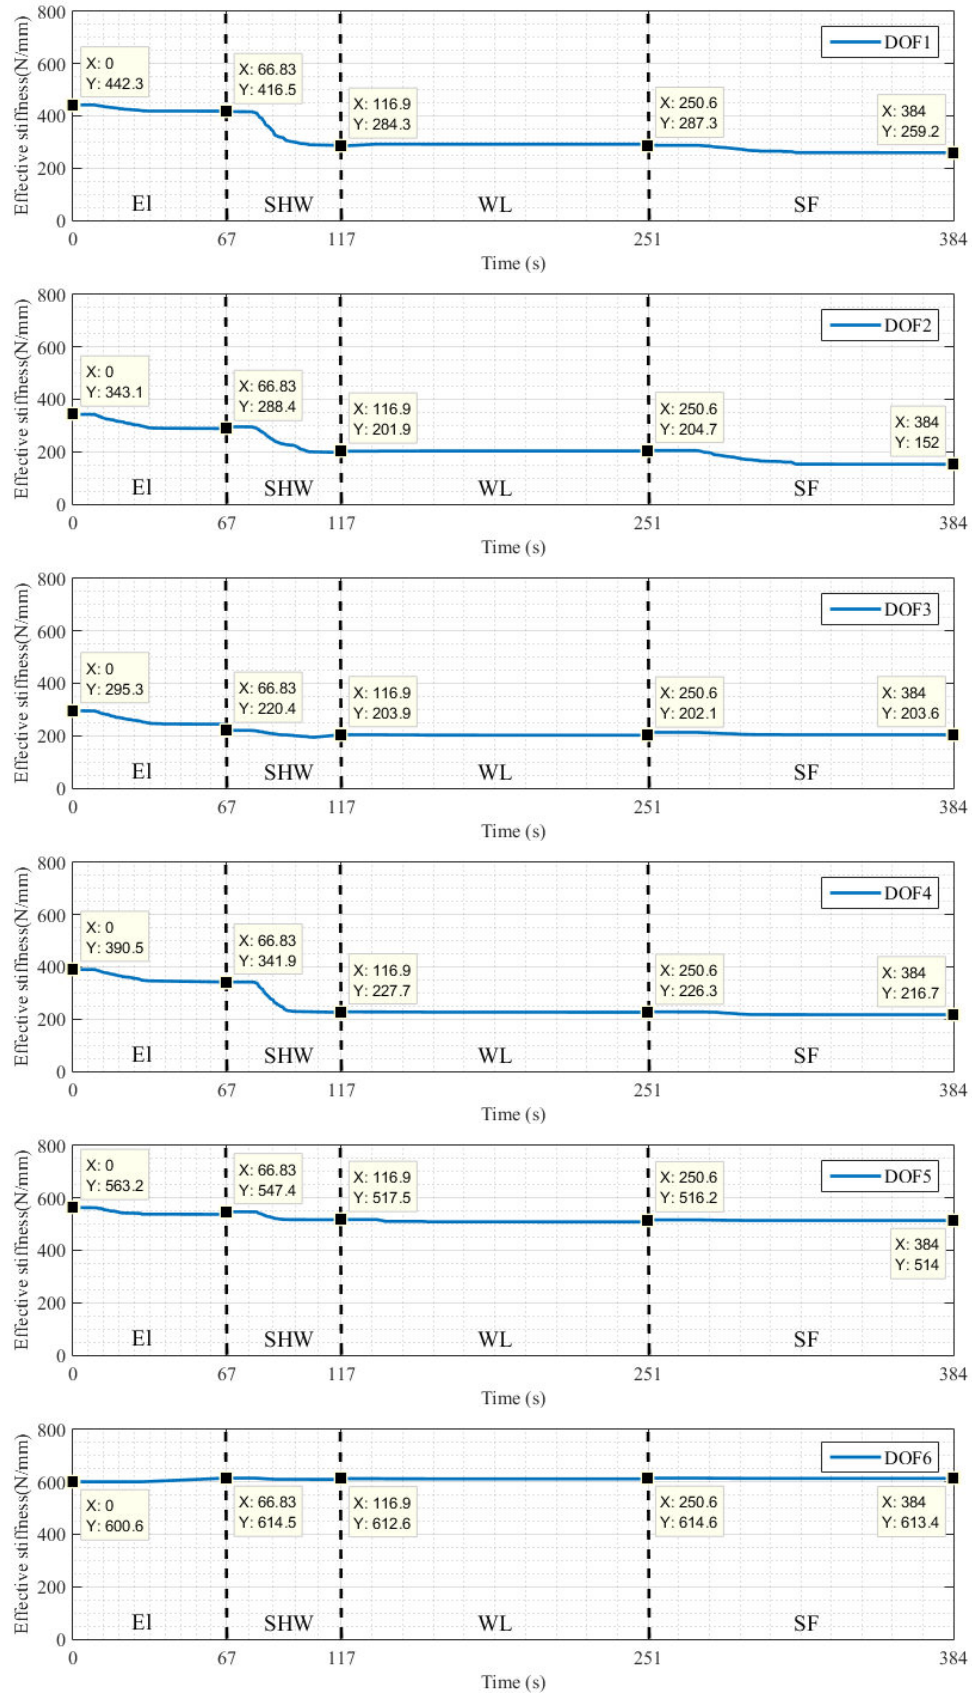 Effective stiffness(N/mm)
800
600
400
200
0
X: 0
Y: 442.3
X: 66.83
Y: 416.5
X: 116.9
Y: 284.3
X: 250.6
Y: 287.3
X: 384
Y: 259.2
DOF1
El
SHW
WL
SF
0
67
117
251
384
Time (s)
Effective stiffness(N/mm)
800
600
400
200
0
X: 0
Y: 343.1
X: 66.83
Y: 288.4
X: 116.9
Y: 201.9
X: 250.6
Y: 204.7
X: 384
Y: 152
DOF2
El
SHW
WL
SF
0
67
117
251
384
Time (s)
Effective stiffness(N/mm)
800
600
400
200
0
X: 0
Y: 295.3
X: 66.83
Y: 220.4
X: 116.9
Y: 203.9
X: 250.6
Y: 202.1
X: 384
Y: 203.6
DOF3
El
SHW
WL
SF
0
67
117
251
384
Time (s)
Effective stiffness(N/mm)
800
600
400
200
0
X: 0
Y: 390.5
X: 66.83
Y: 341.9
X: 116.9
Y: 227.7
X: 250.6
Y: 226.3
X: 384
Y: 216.7
DOF4
El
SHW
WL
SF
0
67
117
251
384
Time (s)
Effective stiffness(N/mm)
800
600
400
200
0
X: 0
Y: 563.2
X: 66.83
Y: 547.4
X: 116.9
Y: 517.5
X: 250.6
Y: 516.2
X: 384
Y: 514
DOF5
El
SHW
WL
SF
0
67
117
251
384
Time (s)
Effective stiffness(N/mm)
800
600
400
200
0
X: 0
Y: 600.6
X: 66.83
Y: 614.5
X: 116.9
Y: 612.6
X: 250.6
Y: 614.6
X: 384
Y: 613.4
DOF6
El
SHW
WL
SF
0
67
117
251
384
Time (s)